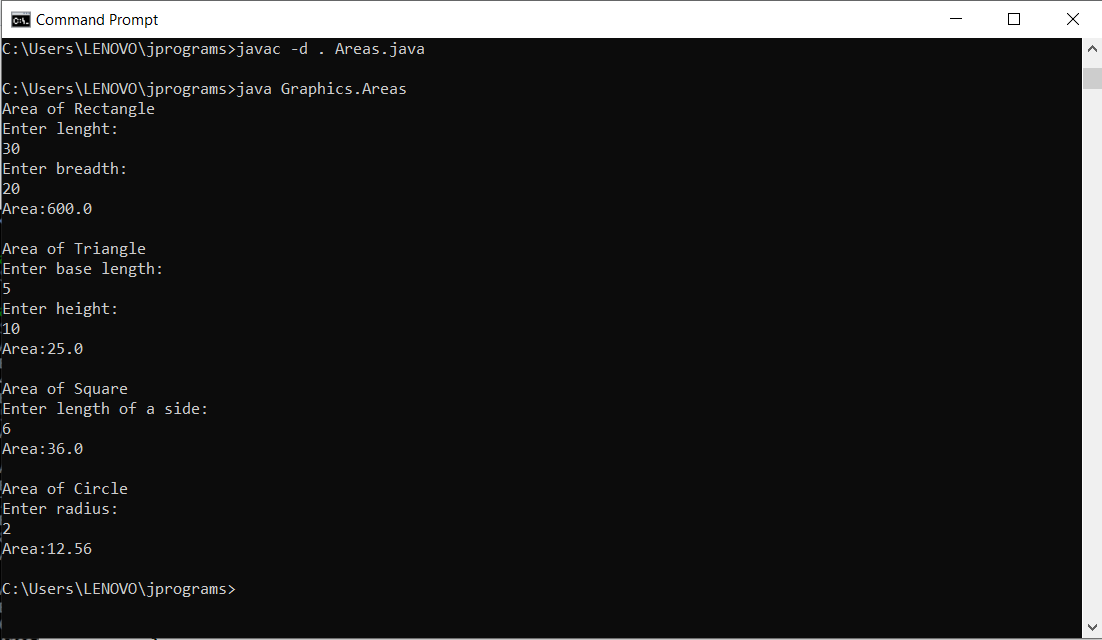 Command Prompt
C:\Users\LENOVO\jprograms>javac -d . Areas.java
C:\Users\LENOVO\jprograms>java Graphics.Areas
Area of Rectangle
Enter lenght:
30
Enter breadth:
20
Area:600.0
Area of Triangle
Enter base length:
5
Enter height:
10
Area:25.0
Area of Square
Enter length of a side:
6
Area:36.0
Area of Circle
Enter radius:
2
Area:12.56
C:\Users\LENOVO\jprograms>